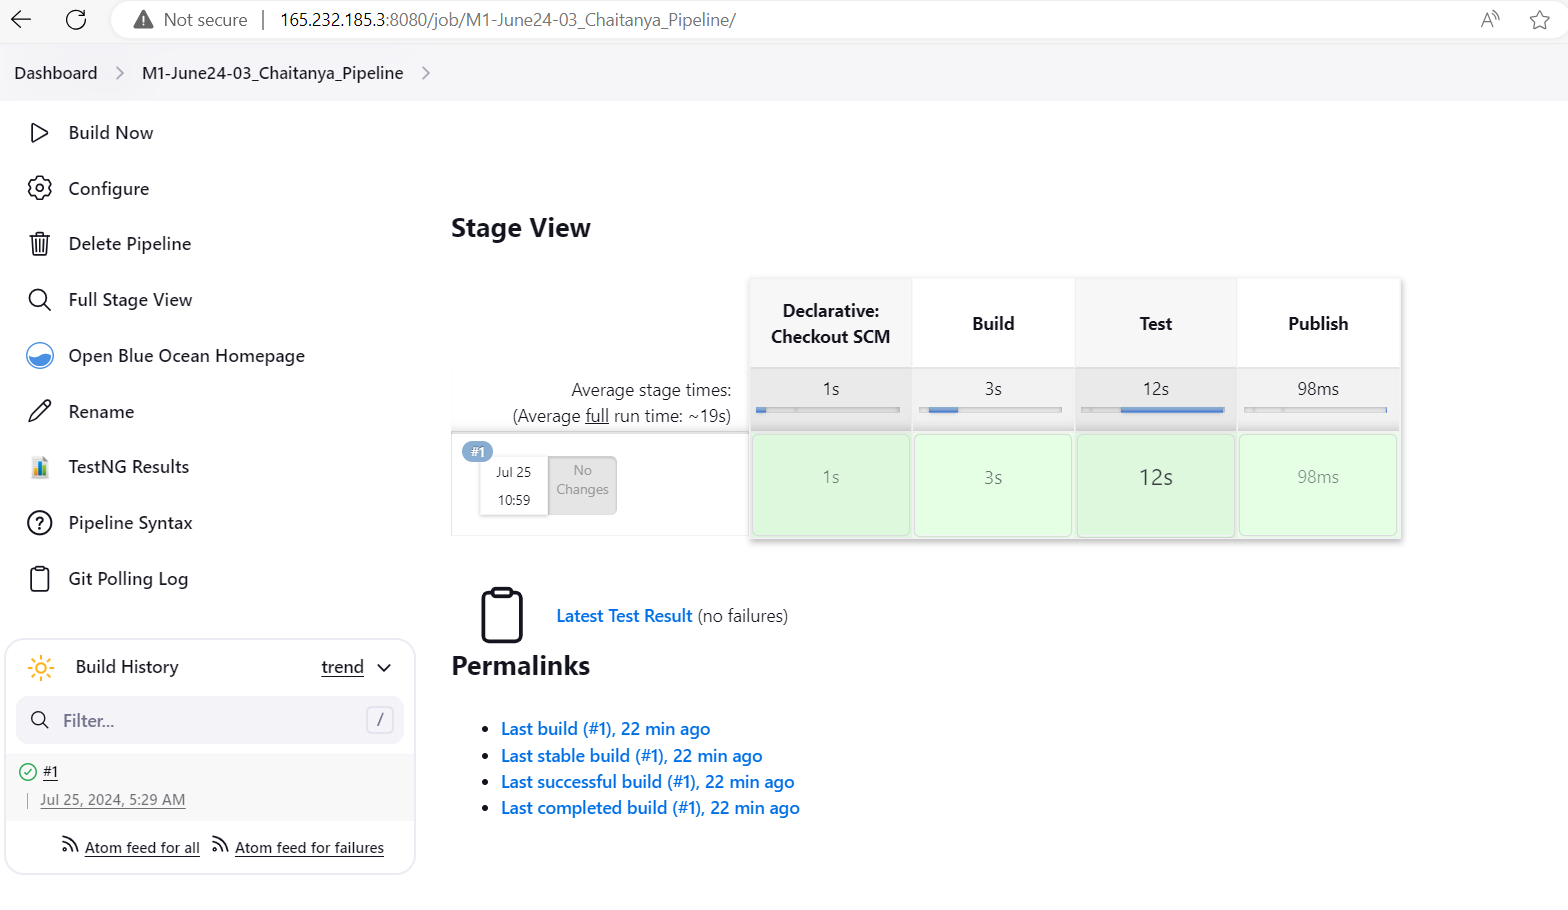 Not secure | 165.232.185.3:8080/job/M1-June24-03_Chaitanya_Pipeline/
Dashboard > M1-June24-03_Chaitanya_Pipeline >
Build Now
Configure
Delete Pipeline
Full Stage View
Open Blue Ocean Homepage
Rename
TestNG Results
Pipeline Syntax
Git Polling Log
Build History trend
Filter... /
#1
Jul 25, 2024, 5:29 AM
Atom feed for all Atom feed for failures
Stage View
Declarative: Checkout SCM Build Test Publish
Average stage times: 1s 3s 12s 98ms
(Average full run time: ~19s)
#1
Jul 25 No
10:59 Changes
1s 3s 12s 98ms
Latest Test Result (no failures)
Permalinks
Last build (#1), 22 min ago
Last stable build (#1), 22 min ago
Last successful build (#1), 22 min ago
Last completed build (#1), 22 min ago